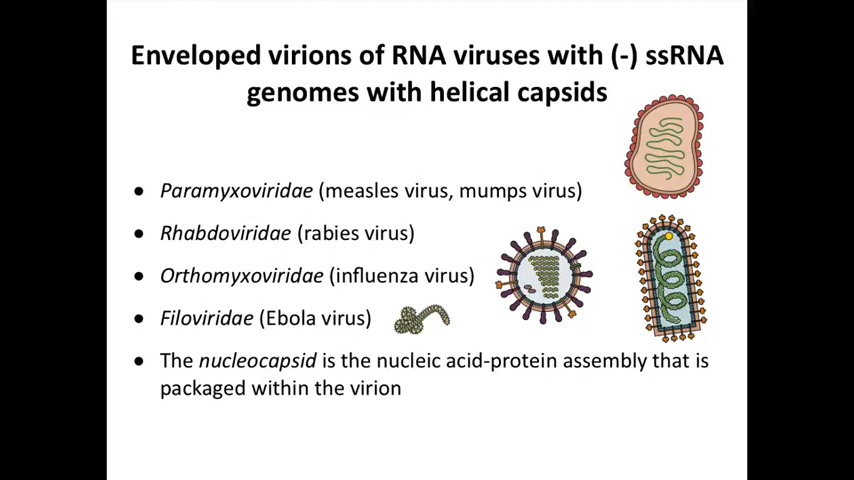 Enveloped virions of RNA viruses with (-) ssRNA
genomes with helical capsids
● Paramyxoviridae (measles virus, mumps virus)
● Rhabdoviridae (rabies virus)
● Orthomyxoviridae (influenza virus)
● Filoviridae (Ebola virus)
● The nucleocapsid is the nucleic acid-protein assembly that is
packaged within the virion